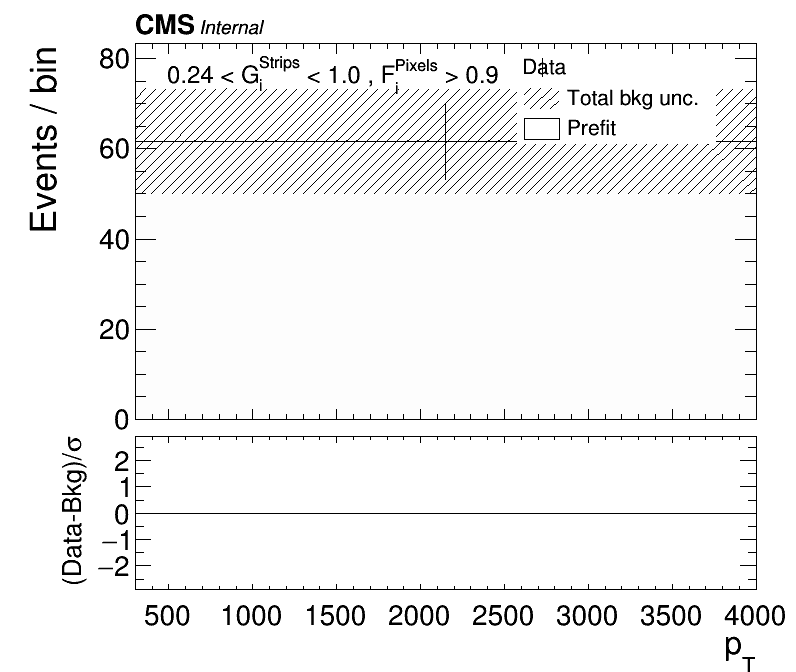 CMS Internal
Events / bin
80
60
40
20
0
0.24 < G_i^Strips < 1.0 , F_i^Pixels > 0.9
Data
Total bkg unc.
Prefit
(Data-Bkg)/σ
2
1
0
−1
−2
500 1000 1500 2000 2500 3000 3500 4000
p_T